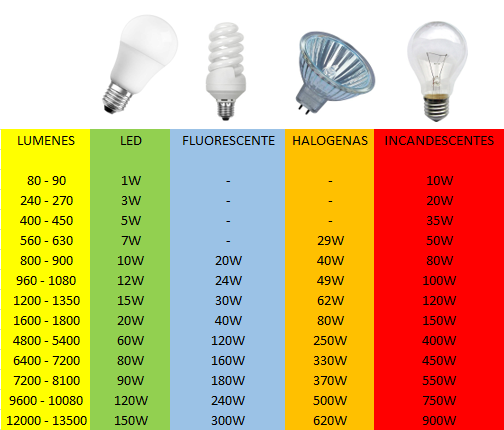 LUMENES LED FLUORESCENTE HALOGENAS INCANDESCENTES
80 - 90 1W - - 10W
240 - 270 3W - - 20W
400 - 450 5W - - 35W
560 - 630 7W - 29W 50W
800 - 900 10W 20W 40W 80W
960 - 1080 12W 24W 49W 100W
1200 - 1350 15W 30W 62W 120W
1600 - 1800 20W 40W 80W 150W
4800 - 5400 60W 120W 250W 400W
6400 - 7200 80W 160W 330W 450W
7200 - 8100 90W 180W 370W 550W
9600 - 10080 120W 240W 500W 750W
12000 - 13500 150W 300W 620W 900W